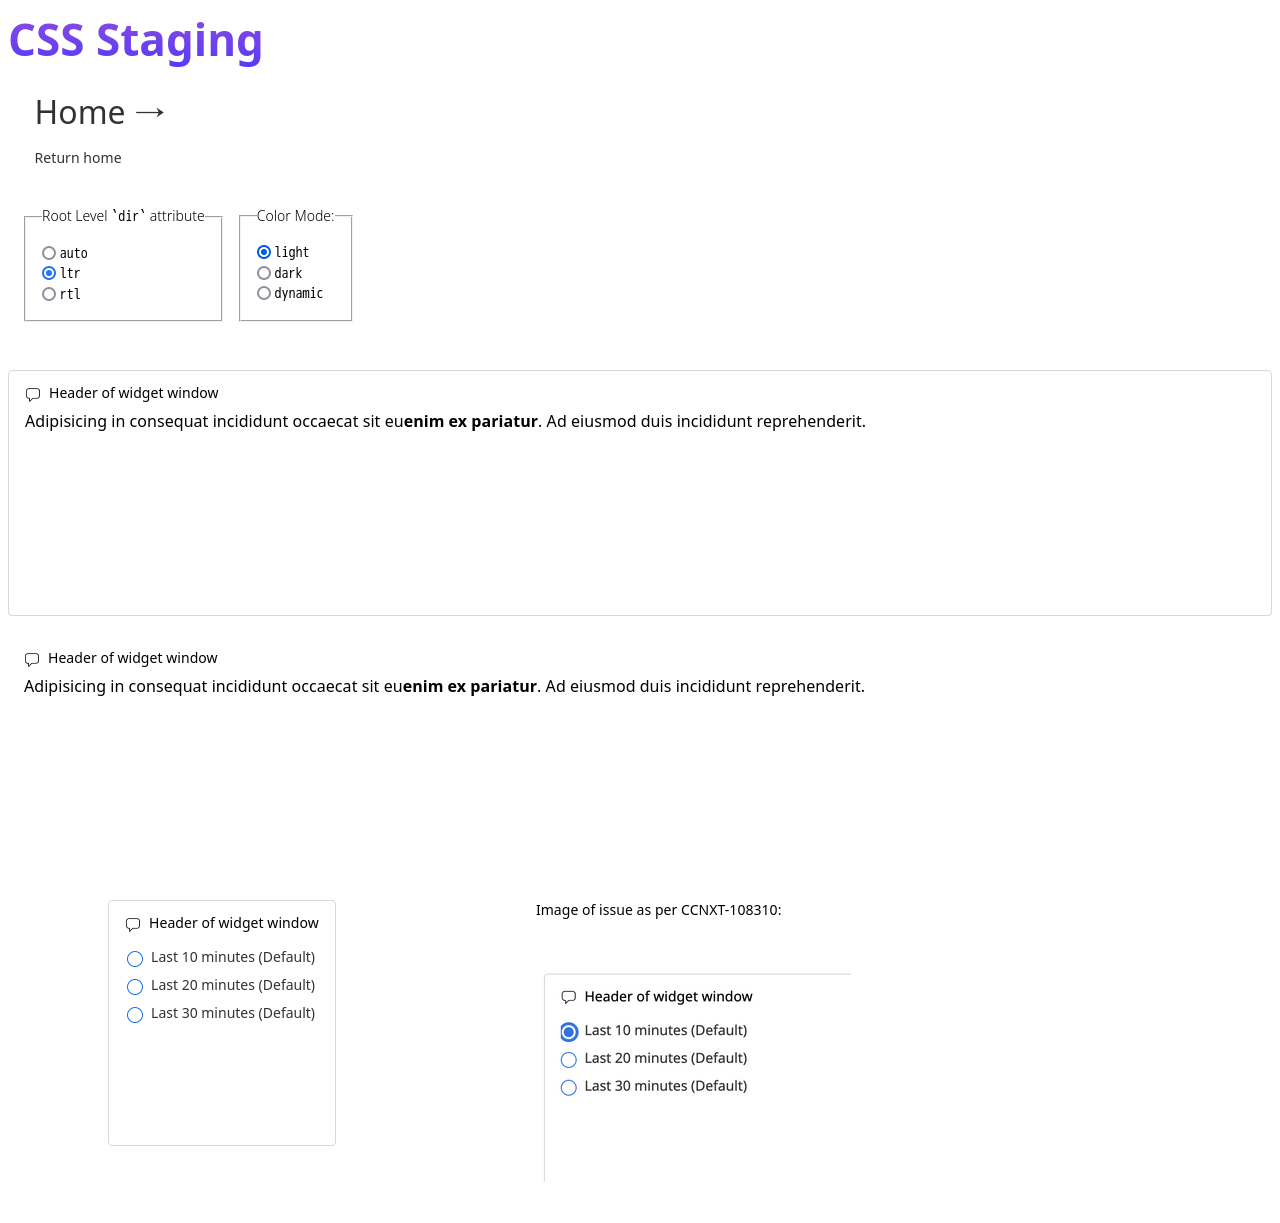 CSS Staging
Home →
Return home
Root Level `dir` attribute
auto
ltr
rtl
Color Mode:
light
dark
dynamic
Header of widget window
Adipisicing in consequat incididunt occaecat sit euenim ex pariatur. Ad eiusmod duis incididunt reprehenderit.
Header of widget window
Adipisicing in consequat incididunt occaecat sit euenim ex pariatur. Ad eiusmod duis incididunt reprehenderit.
Header of widget window
Last 10 minutes (Default)
Last 20 minutes (Default)
Last 30 minutes (Default)
Image of issue as per CCNXT-108310:
Header of widget window
Last 10 minutes (Default)
Last 20 minutes (Default)
Last 30 minutes (Default)